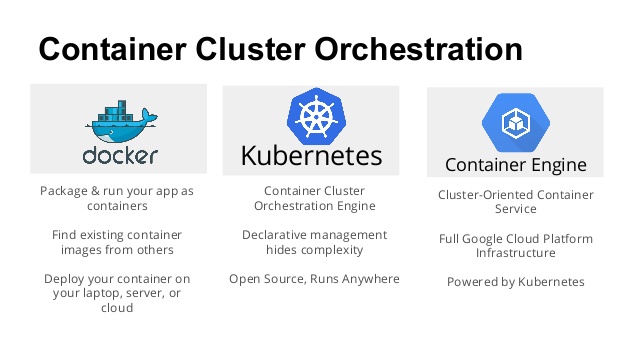 Container Cluster Orchestration
docker
Package & run your app as
containers
Find existing container
images from others
Deploy your container on
your laptop, server, or
cloud
Kubernetes
Container Cluster
Orchestration Engine
Declarative management
hides complexity
Open Source, Runs Anywhere
Container Engine
Cluster-Oriented Container
Service
Full Google Cloud Platform
Infrastructure
Powered by Kubernetes